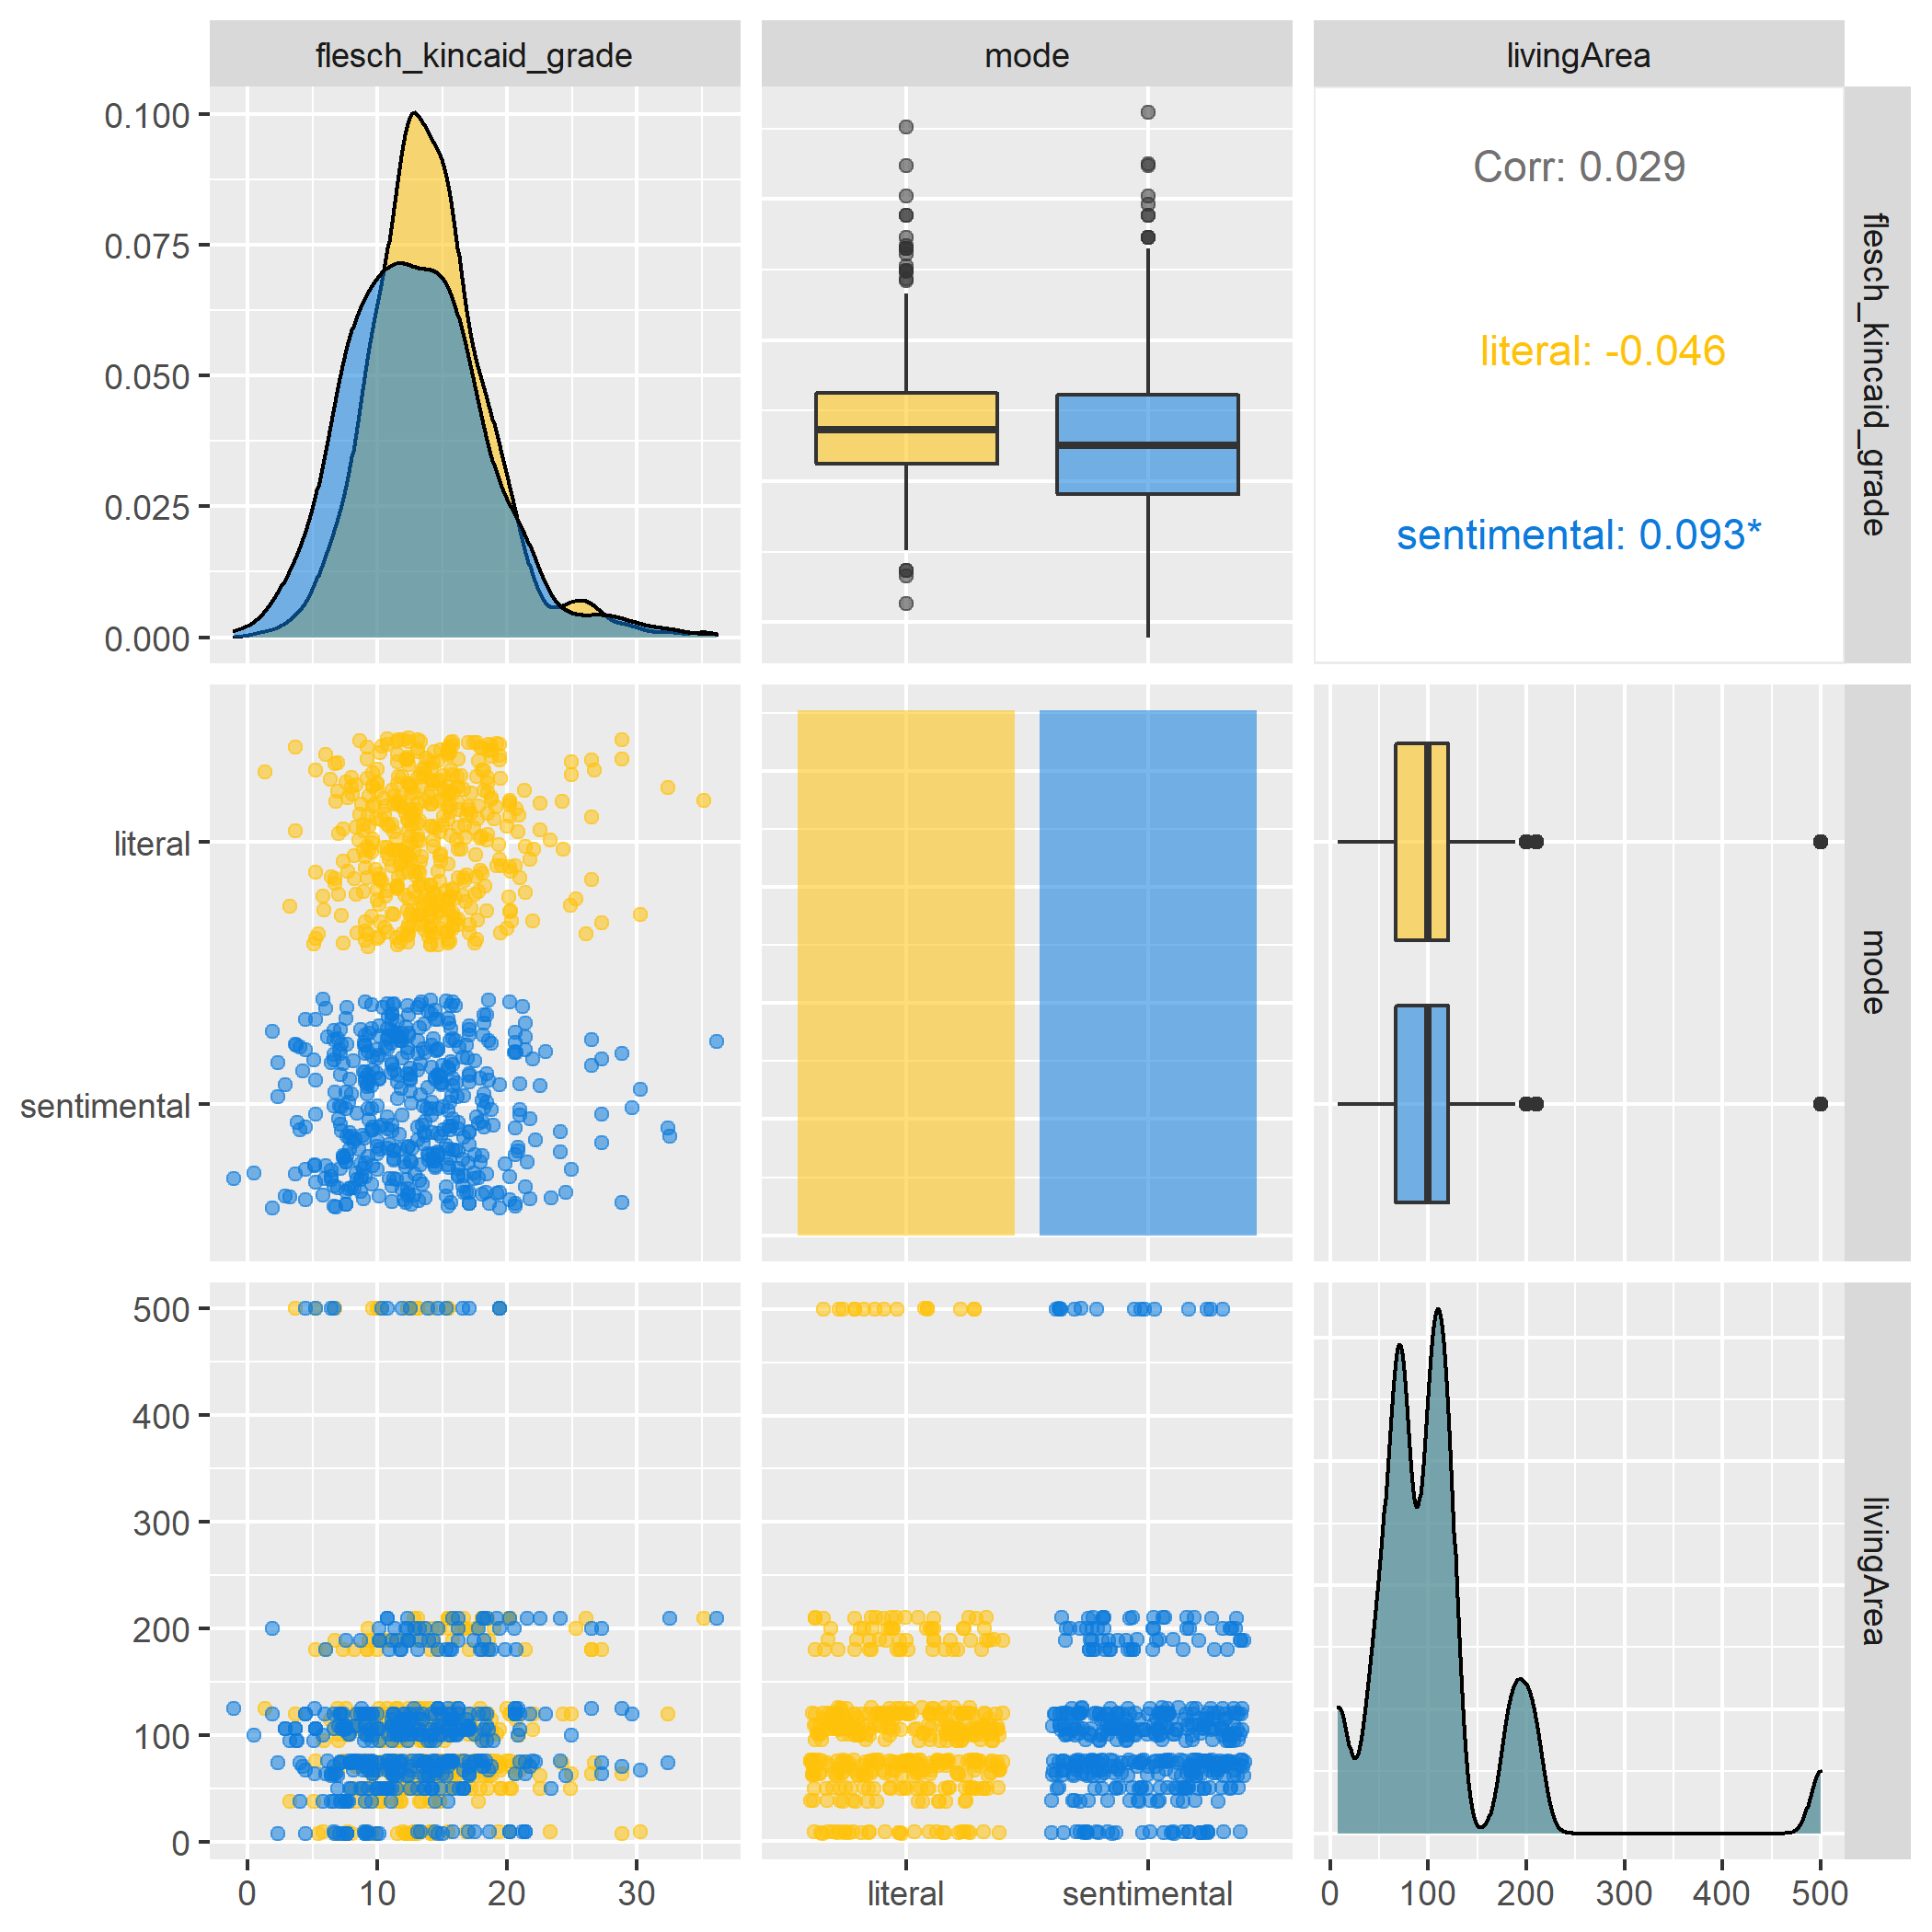 flesch_kincaid_grade
mode
livingArea
0.100
0.075
0.050
0.025
0.000
Corr: 0.029
literal: -0.046
sentimental: 0.093*
flesch_kincaid_grade
literal
sentimental
mode
500
400
300
200
100
0
livingArea
0 10 20 30
literal sentimental
0 100 200 300 400 500